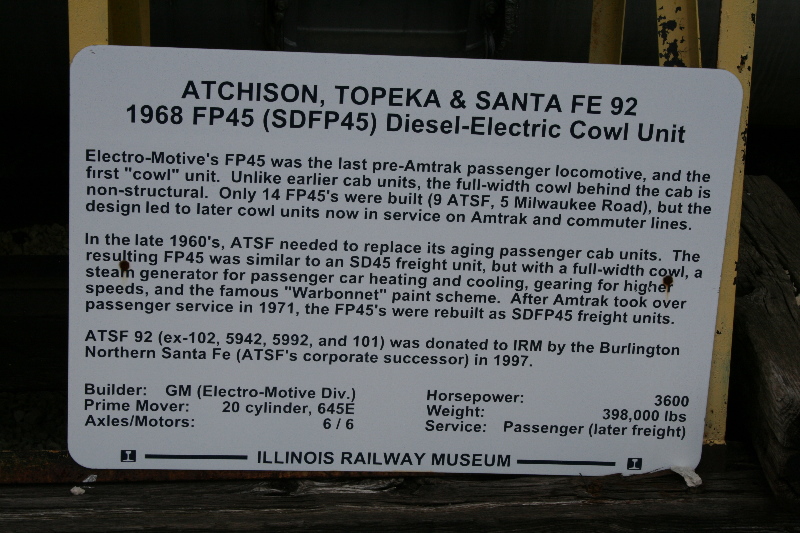 ATCHISON, TOPEKA & SANTA FE 92
1968 FP45 (SDFP45) Diesel-Electric Cowl Unit
Electro-Motive's FP45 was the last pre-Amtrak passenger locomotive, and the
first "cowl" unit. Unlike earlier cab units, the full-width cowl behind the cab is
non-structural. Only 14 FP45's were built (9 ATSF, 5 Milwaukee Road), but the
design led to later cowl units now in service on Amtrak and commuter lines.
In the late 1960's, ATSF needed to replace its aging passenger cab units. The
resulting FP45 was similar to an SD45 freight unit, but with a full-width cowl, a
steam generator for passenger car heating and cooling, gearing for higher
speeds, and the famous "Warbonnet" paint scheme. After Amtrak took over
passenger service in 1971, the FP45's were rebuilt as SDFP45 freight units.
ATSF 92 (ex-102, 5942, 5992, and 101) was donated to IRM by the Burlington
Northern Santa Fe (ATSF's corporate successor) in 1997.
Builder: GM (Electro-Motive Div.)
Prime Mover: 20 cylinder, 645E
Axles/Motors: 6 / 6
Horsepower: 3600
Weight: 398,000 lbs
Service: Passenger (later freight)
I ILLINOIS RAILWAY MUSEUM I